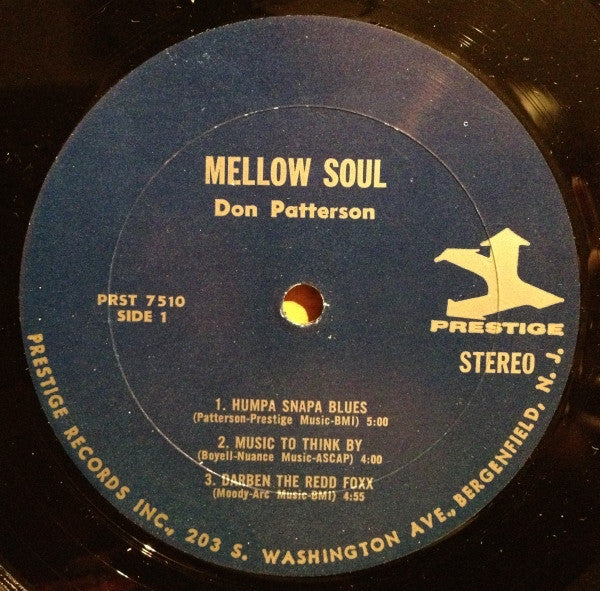 MELLOW SOUL
Don Patterson
PRST 7510
SIDE 1
PRESTIGE
STEREO
1. HUMPA SNAPA BLUES
(Patterson-Prestige Music-BMI) 5:00
2. MUSIC TO THINK BY
(Boyell-Nuance Music-ASCAP) 4:00
3. DARBEN THE REDD FOXX
(Moody-Arc Music-BMI) 4:55
PRESTIGE RECORDS INC., 203 S. WASHINGTON AVE., BERGENFIELD, N. J.